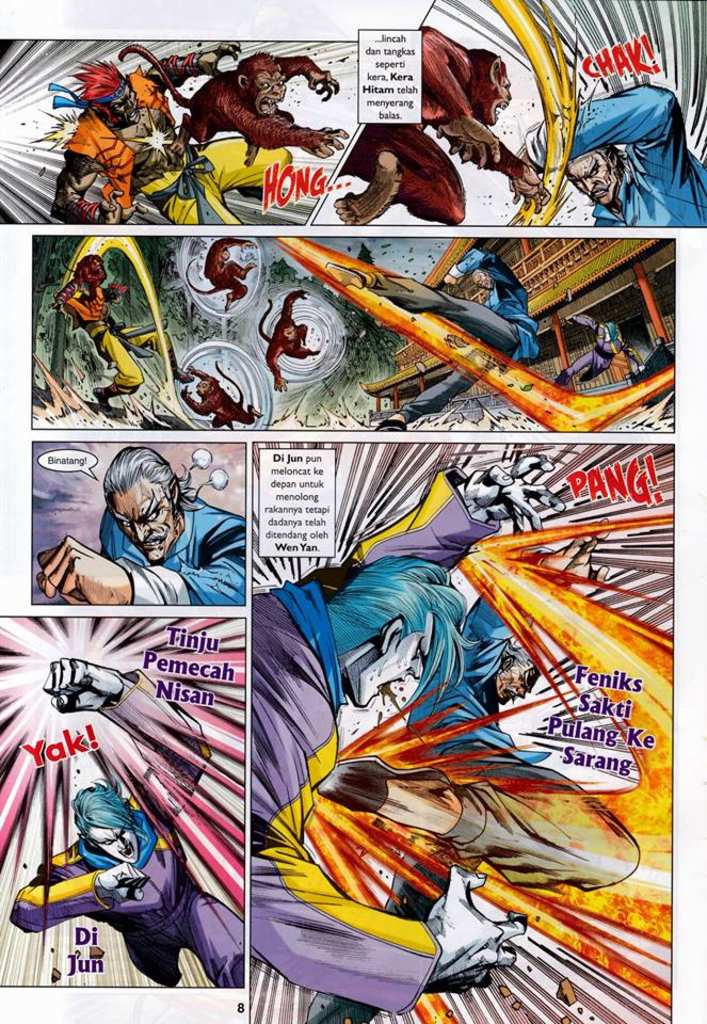 ...lincah
dan tangkas
seperti
kera, Kera
Hitam telah
menyerang
balas.
HONG...
CHAK!
Binatang!
Di Jun pun
meloncat ke
depan untuk
menolong
rakannya tetapi
dadanya telah
ditendang oleh
Wen Yan.
PANG!
Tinju
Pemecah
Nisan
Yak!
Di
Jun
Feniks
Sakti
Pulang Ke
Sarang
8